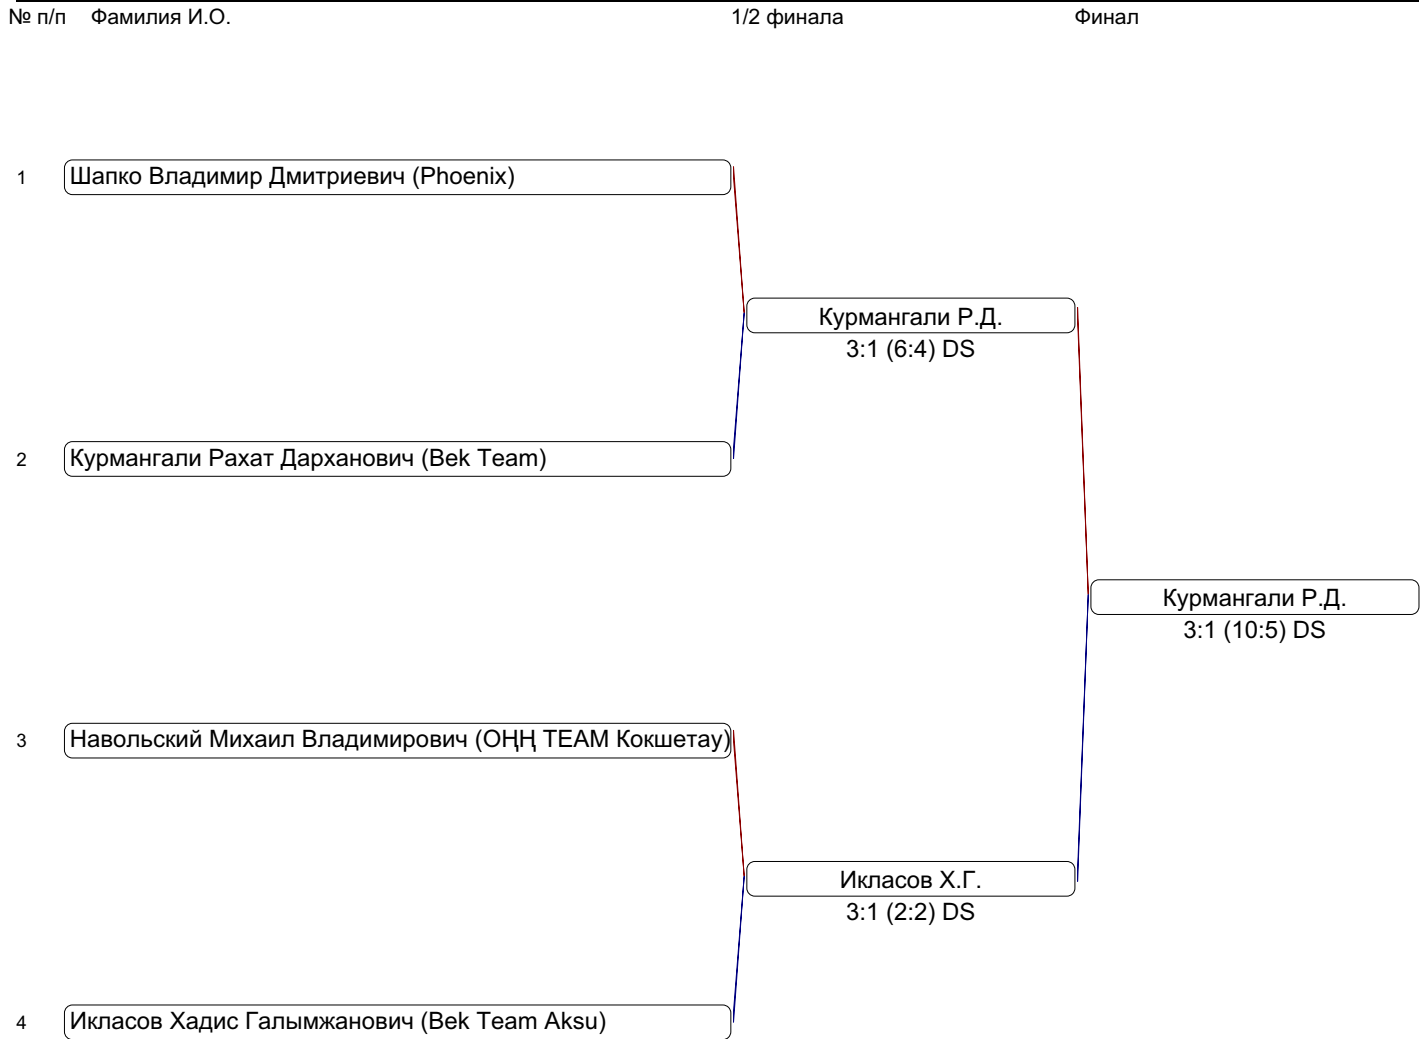 № п/п Фамилия И.О. 1/2 финала Финал
1 Шапко Владимир Дмитриевич (Phoenix)
Курмангали Р.Д.
3:1 (6:4) DS
2 Курмангали Рахат Дарханович (Bek Team)
Курмангали Р.Д.
3:1 (10:5) DS
3 Навольский Михаил Владимирович (ОҢҢ TEAM Кокшетау)
Икласов Х.Г.
3:1 (2:2) DS
4 Икласов Хадис Галымжанович (Bek Team Aksu)